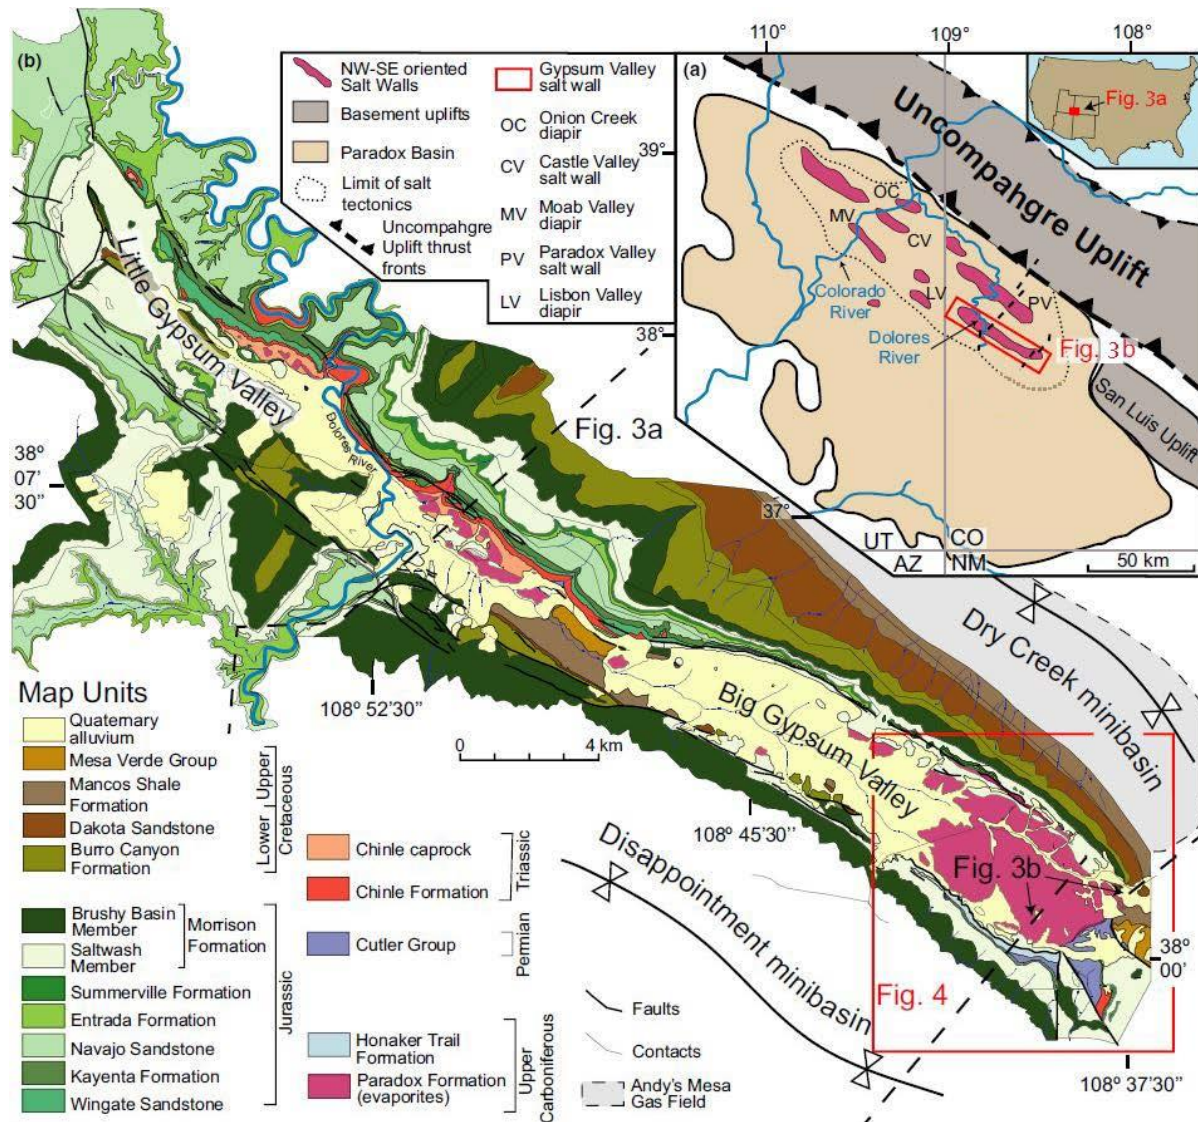 (b)
NW-SE oriented
Salt Walls
Basement uplifts
Paradox Basin
Limit of salt
tectonics
Uncompahgre
Uplift thrust
fronts
Gypsum Valley
salt wall
OC
Onion Creek
diapir
CV
Castle Valley
salt wall
MV
Moab Valley
diapir
PV
Paradox Valley
salt wall
LV
Lisbon Valley
diapir
110°
109°
108°
(a)
Fig. 3a
39°
38°
37°
Uncompahgre Uplift
OC
MV
CV
LV
PV
Colorado
River
Dolores
River
Fig. 3b
San Luis Uplift
UT
CO
AZ
NM
50 km
Little Gypsum Valley
Dolores River
Fig. 3a
38°
07'
30"
108° 52'30"
0
4 km
Big Gypsum Valley
Dry Creek minibasin
108° 45'30"
Disappointment minibasin
Fig. 3b
Fig. 4
38°
00'
108° 37'30"
Map Units
Quaternary
alluvium
Mesa Verde Group
Mancos Shale
Formation
Dakota Sandstone
Burro Canyon
Formation
Upper
Lower
Cretaceous
Brushy Basin
Member
Saltwash
Member
Morrison
Formation
Summerville Formation
Entrada Formation
Navajo Sandstone
Kayenta Formation
Wingate Sandstone
Jurassic
Chinle caprock
Chinle Formation
Triassic
Cutler Group
Permian
Honaker Trail
Formation
Paradox Formation
(evaporites)
Upper
Carboniferous
Faults
Contacts
Andy's Mesa
Gas Field